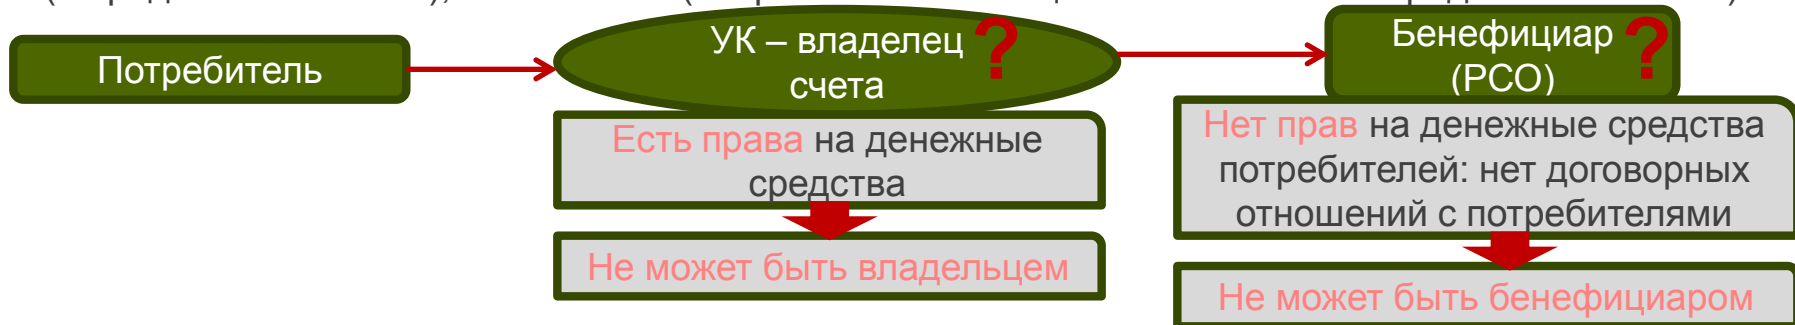 Потребитель
УК – владелец ?
счета
Бенефициар ?
(РСО)
Есть права на денежные
средства
Не может быть владельцем
Нет прав на денежные средства
потребителей: нет договорных
отношений с потребителями
Не может быть бенефициаром